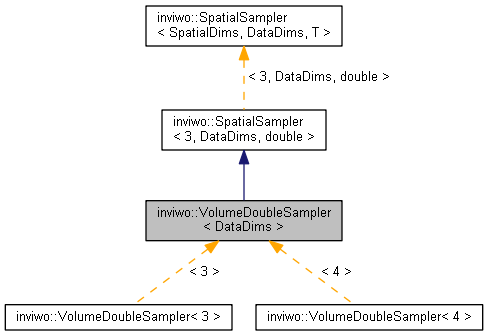 inviwo::SpatialSampler
< SpatialDims, DataDims, T >
< 3, DataDims, double >
inviwo::SpatialSampler
< 3, DataDims, double >
inviwo::VolumeDoubleSampler
< DataDims >
< 3 >
< 4 >
inviwo::VolumeDoubleSampler< 3 >
inviwo::VolumeDoubleSampler< 4 >